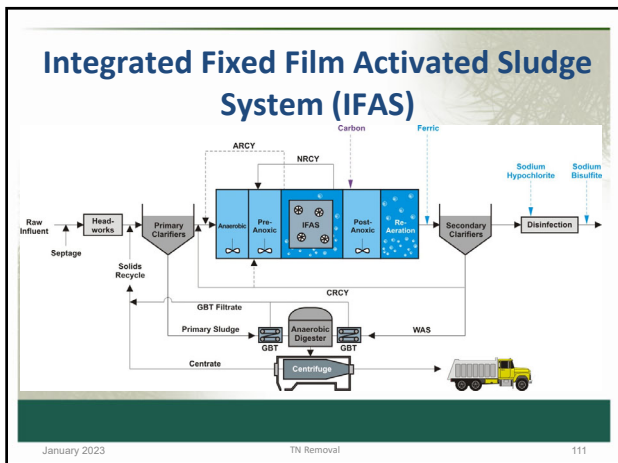 Integrated Fixed Film Activated Sludge
System (IFAS)
Carbon
Ferric
ARCY
NRCY
Sodium
Hypochlorite
Sodium
Bisulfite
Raw
Influent
Head-
works
Primary
Clarifiers
Anaerobic
Pre-
Anoxic
IFAS
Post-
Anoxic
Re-
Aeration
Secondary
Clarifiers
Disinfection
Septage
Solids
Recycle
CRCY
GBT Filtrate
Primary Sludge
GBT
Anaerobic
Digester
GBT
WAS
Centrate
Centrifuge
January 2023
TN Removal
111